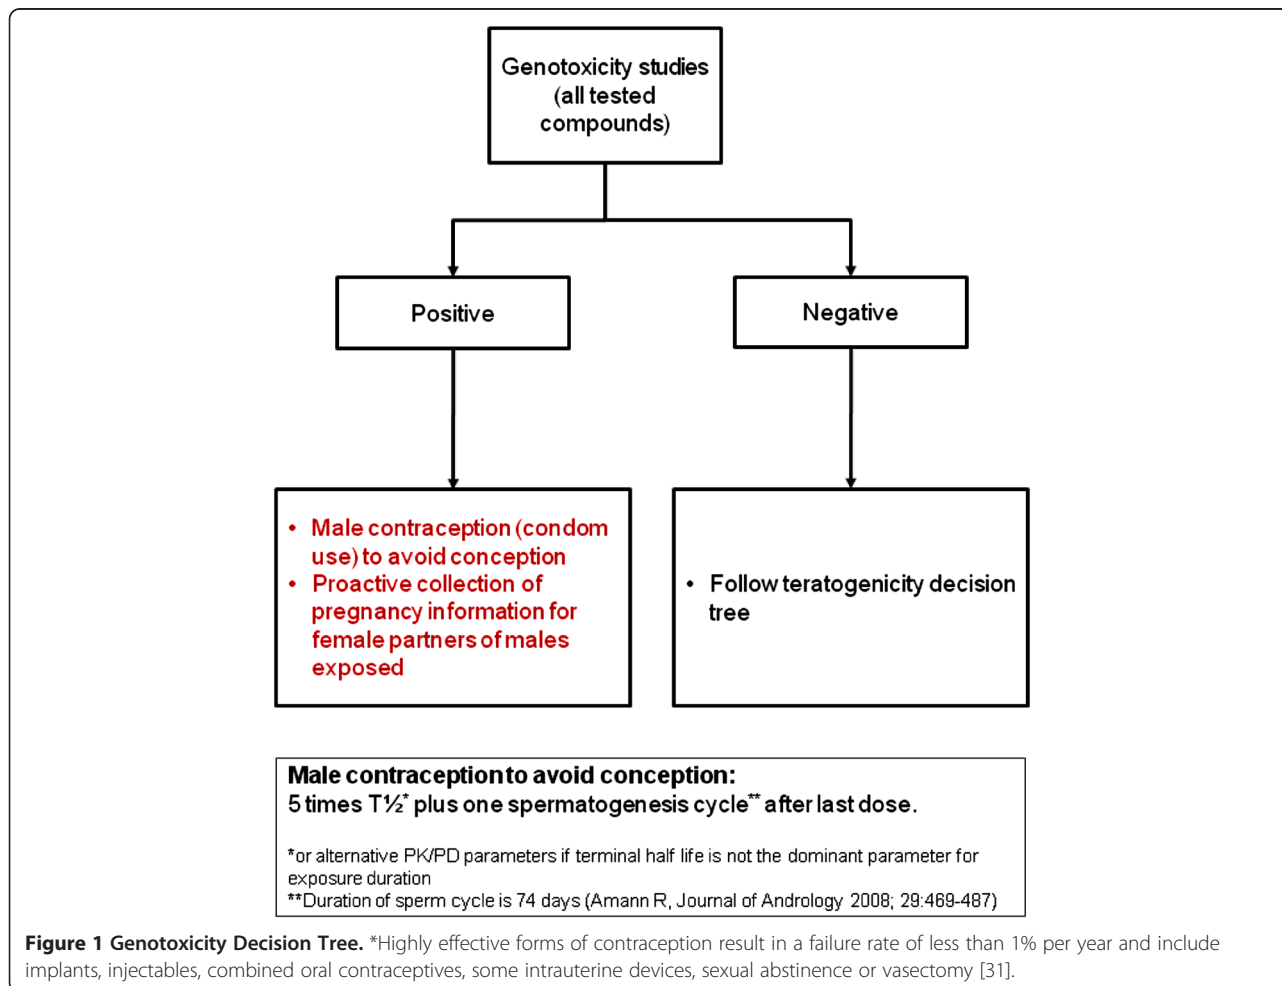 Genotoxicity studies
(all tested
compounds)
Positive
Negative
• Male contraception (condom
use) to avoid conception
• Proactive collection of
pregnancy information for
female partners of males
exposed
• Follow teratogenicity decision
tree
Male contraception to avoid conception:
5 times T½* plus one spermatogenesis cycle** after last dose.
*or alternative PK/PD parameters if terminal half life is not the dominant parameter for
exposure duration
**Duration of sperm cycle is 74 days (Amann R, Journal of Andrology 2008; 29:469-487)
Figure 1 Genotoxicity Decision Tree. *Highly effective forms of contraception result in a failure rate of less than 1% per year and include
implants, injectables, combined oral contraceptives, some intrauterine devices, sexual abstinence or vasectomy [31].